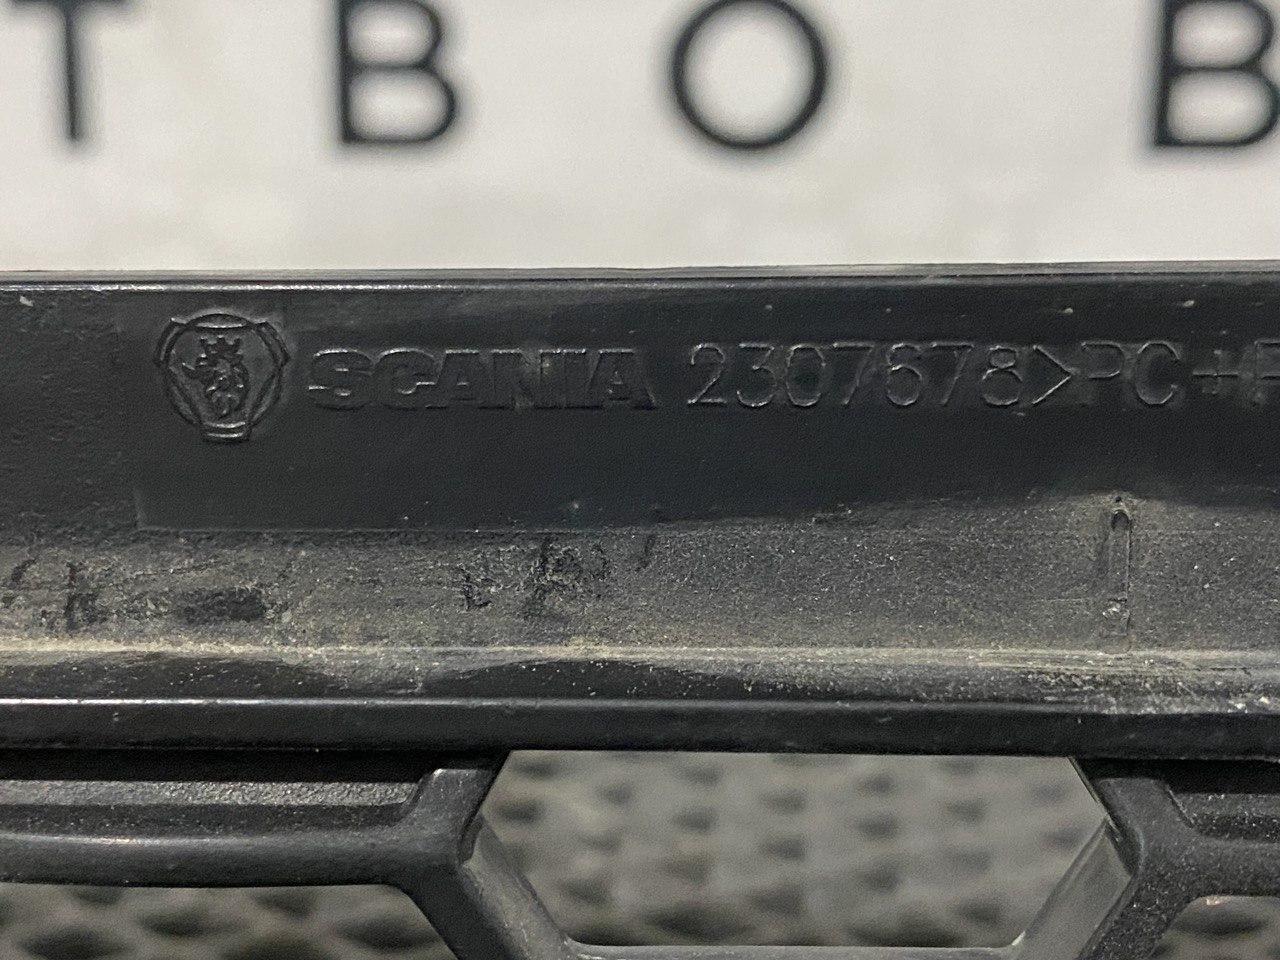 T B O B
SCANIA 2307678 >PC+P